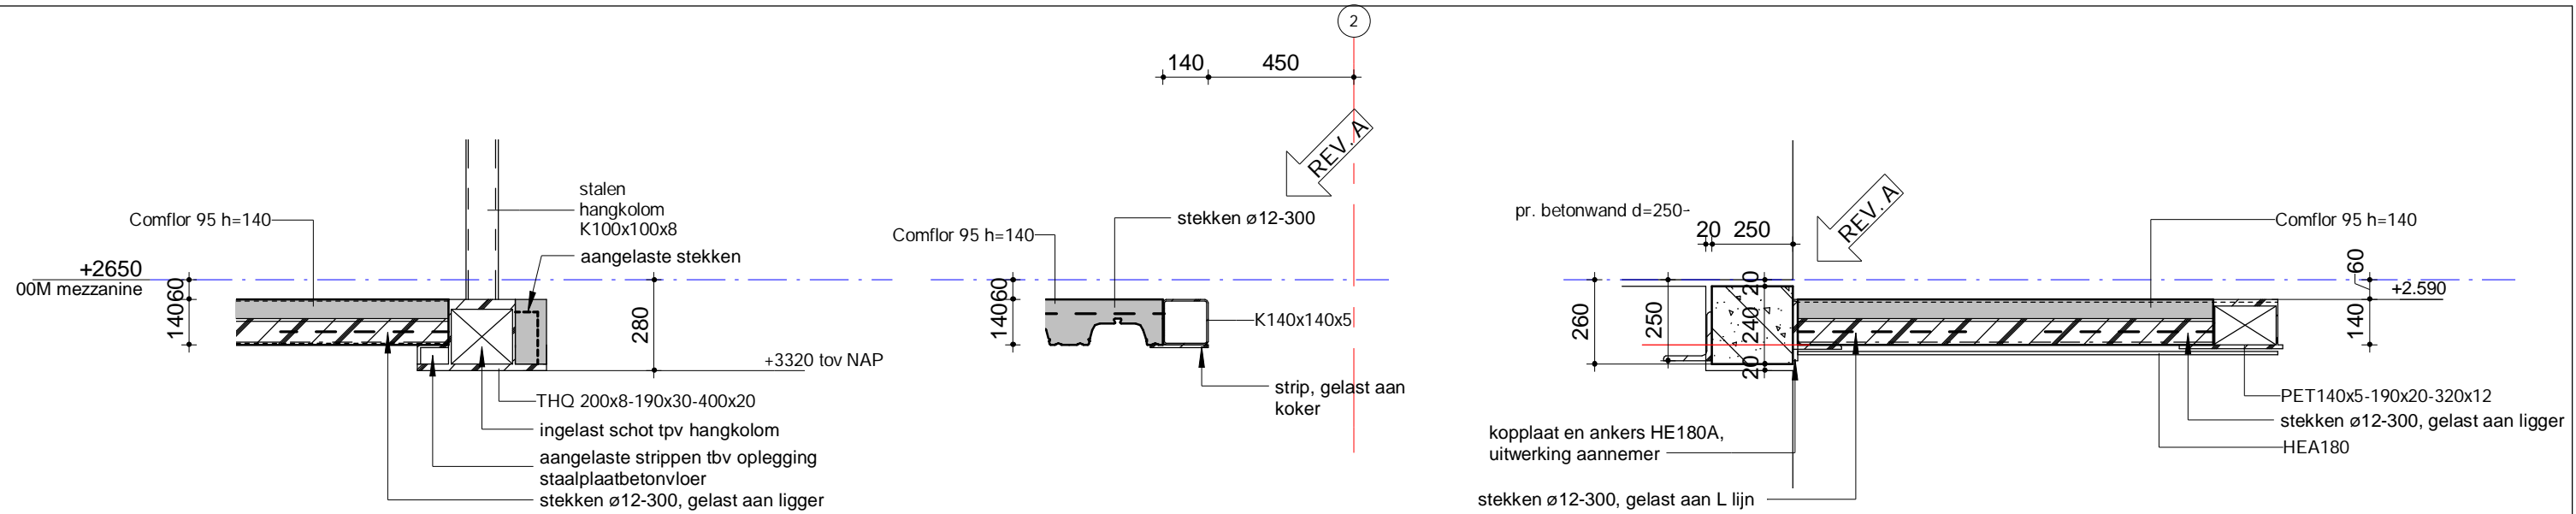 2
140
450
REV. A
stalen
hangkolom
K100x100x8
Comflor 95 h=140
aangelaste stekken
+2650
00M mezzanine
60
140
280
+3320 tov NAP
THQ 200x8-190x30-400x20
ingelast schot tpv hangkolom
aangelaste strippen tbv oplegging
staalplaatbetonvloer
stekken ø12-300, gelast aan ligger
stekken ø12-300
Comflor 95 h=140
60
140
K140x140x5
strip, gelast aan
koker
pr. betonwand d=250
20
250
REV. A
Comflor 95 h=140
260
250
20
240
20
60
+2.590
140
PET140x5-190x20-320x12
stekken ø12-300, gelast aan ligger
HEA180
kopplaat en ankers HE180A,
uitwerking aannemer
stekken ø12-300, gelast aan L lijn